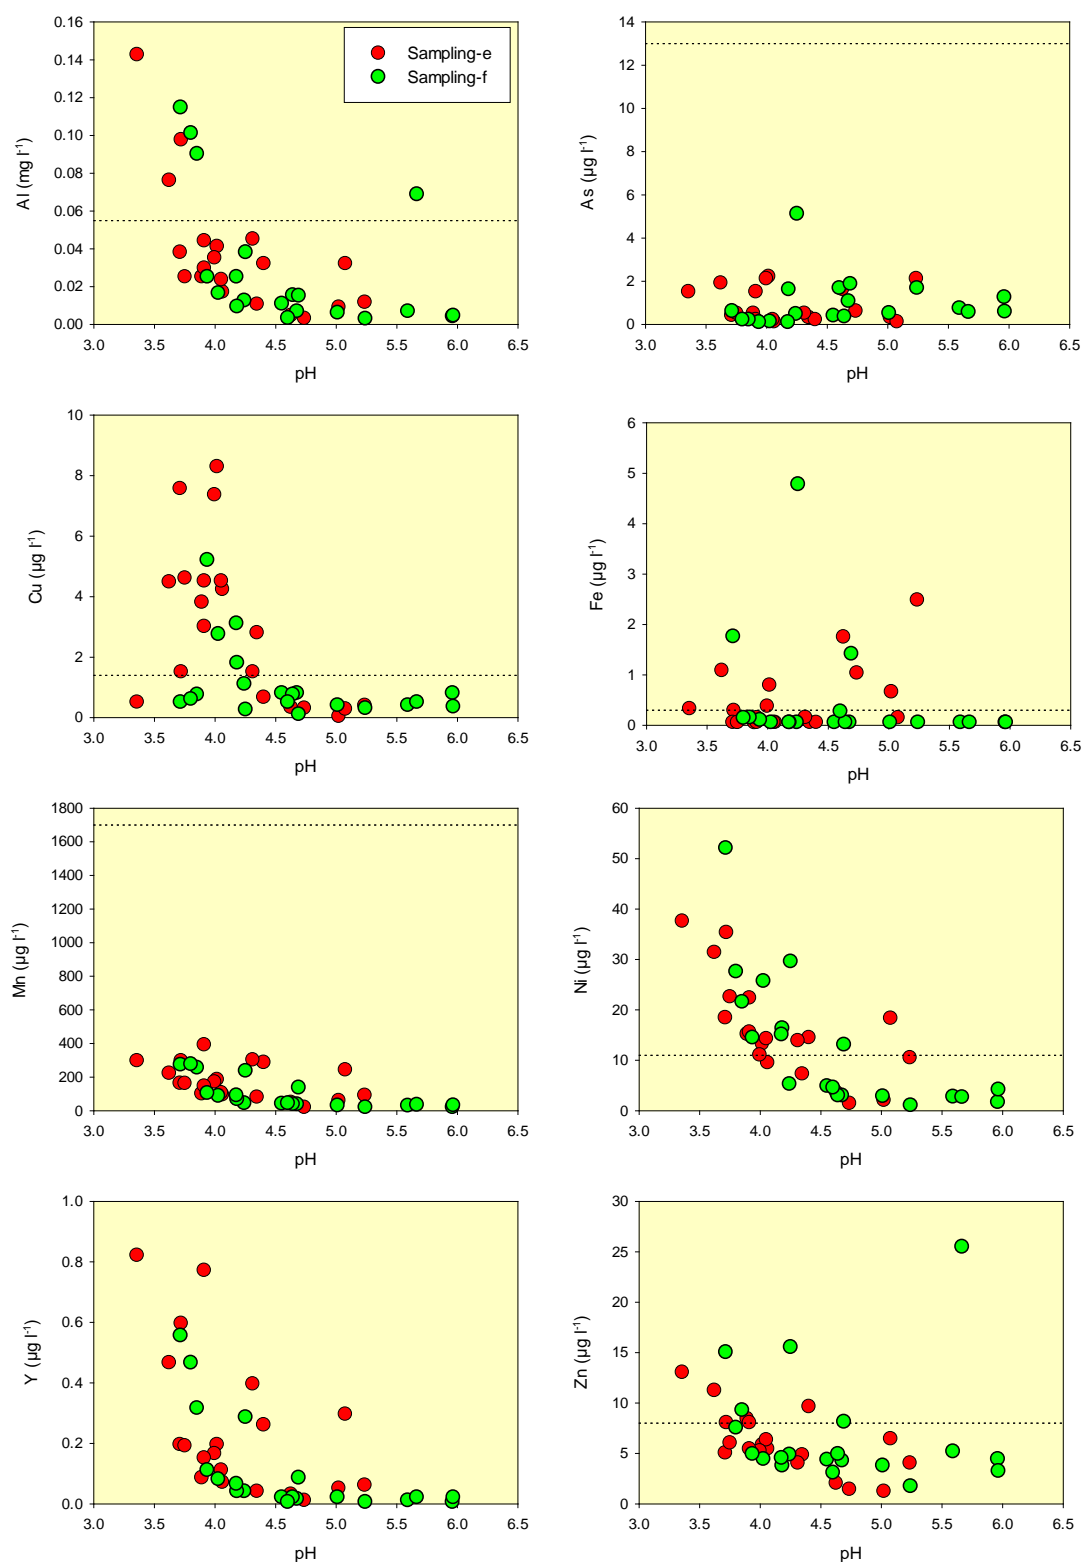 0.16
0.14
0.12
0.10
0.08
0.06
0.04
0.02
0.00
Al (mg l⁻¹)
Sampling-e
Sampling-f
3.0 3.5 4.0 4.5 5.0 5.5 6.0 6.5
pH
14
12
10
8
6
4
2
0
As (µg l⁻¹)
3.0 3.5 4.0 4.5 5.0 5.5 6.0 6.5
pH
10
8
6
4
2
0
Cu (µg l⁻¹)
3.0 3.5 4.0 4.5 5.0 5.5 6.0 6.5
pH
6
5
4
3
2
1
0
Fe (µg l⁻¹)
3.0 3.5 4.0 4.5 5.0 5.5 6.0 6.5
pH
1800
1600
1400
1200
1000
800
600
400
200
0
Mn (µg l⁻¹)
3.0 3.5 4.0 4.5 5.0 5.5 6.0 6.5
pH
60
50
40
30
20
10
0
Ni (µg l⁻¹)
3.0 3.5 4.0 4.5 5.0 5.5 6.0 6.5
pH
1.0
0.8
0.6
0.4
0.2
0.0
Y (µg l⁻¹)
3.0 3.5 4.0 4.5 5.0 5.5 6.0 6.5
pH
30
25
20
15
10
5
0
Zn (µg l⁻¹)
3.0 3.5 4.0 4.5 5.0 5.5 6.0 6.5
pH